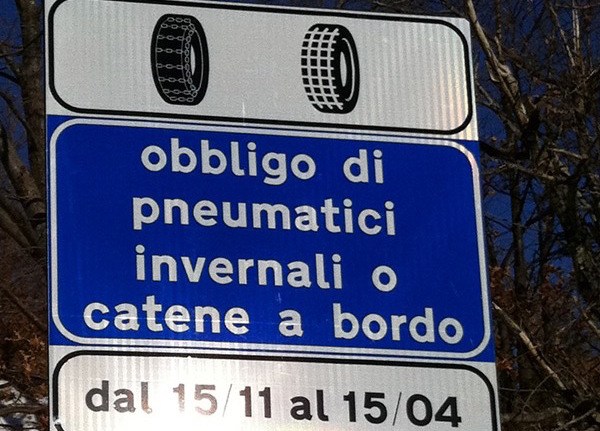 obbligo di
pneumatici
invernali o
catene a bordo
dal 15/11 al 15/04